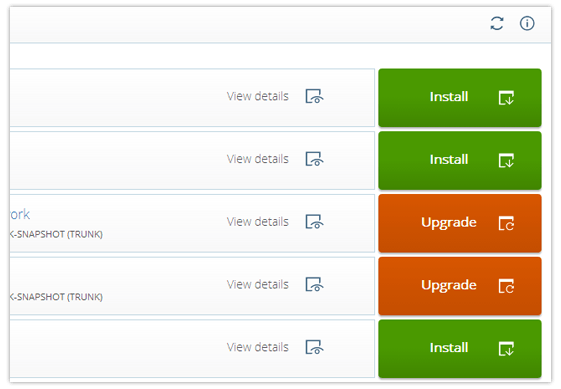 View details Install
View details Install
ork
View details Upgrade
K-SNAPSHOT (TRUNK)
View details Upgrade
K-SNAPSHOT (TRUNK)
View details Install